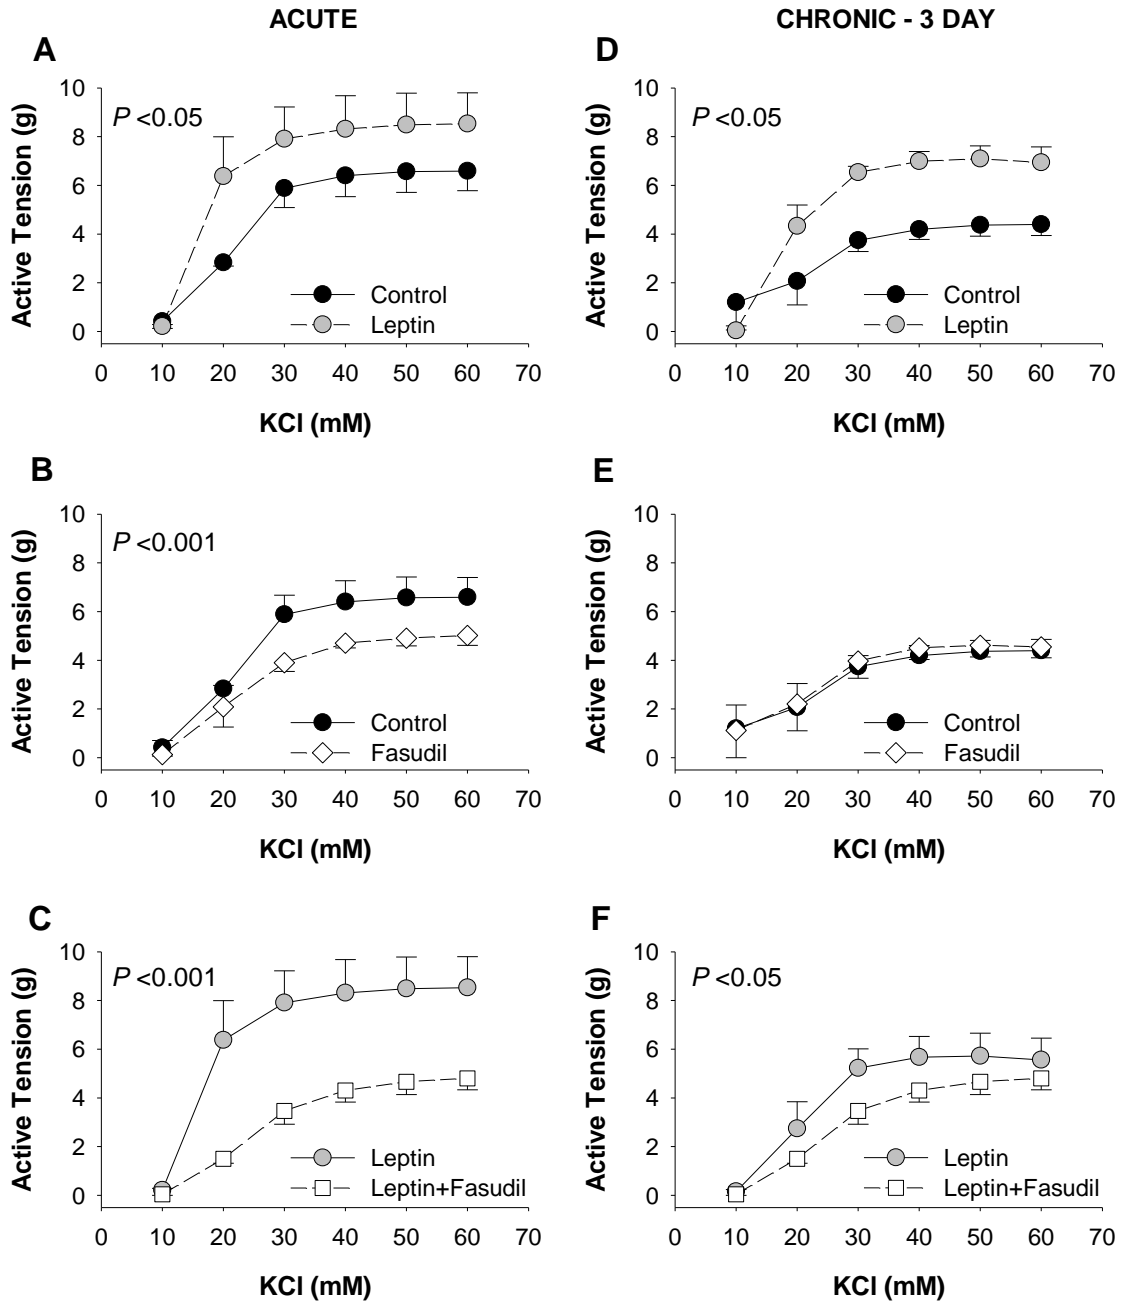 ACUTE
CHRONIC - 3 DAY
A
P <0.05
10
8
6
4
2
0
Active Tension (g)
Control
Leptin
0 10 20 30 40 50 60 70
KCl (mM)
D
P <0.05
10
8
6
4
2
0
Active Tension (g)
Control
Leptin
0 10 20 30 40 50 60 70
KCl (mM)
B
P <0.001
10
8
6
4
2
0
Active Tension (g)
Control
Fasudil
0 10 20 30 40 50 60 70
KCl (mM)
E
10
8
6
4
2
0
Active Tension (g)
Control
Fasudil
0 10 20 30 40 50 60 70
KCl (mM)
C
P <0.001
10
8
6
4
2
0
Active Tension (g)
Leptin
Leptin+Fasudil
0 10 20 30 40 50 60 70
KCl (mM)
F
P <0.05
10
8
6
4
2
0
Active Tension (g)
Leptin
Leptin+Fasudil
0 10 20 30 40 50 60 70
KCl (mM)